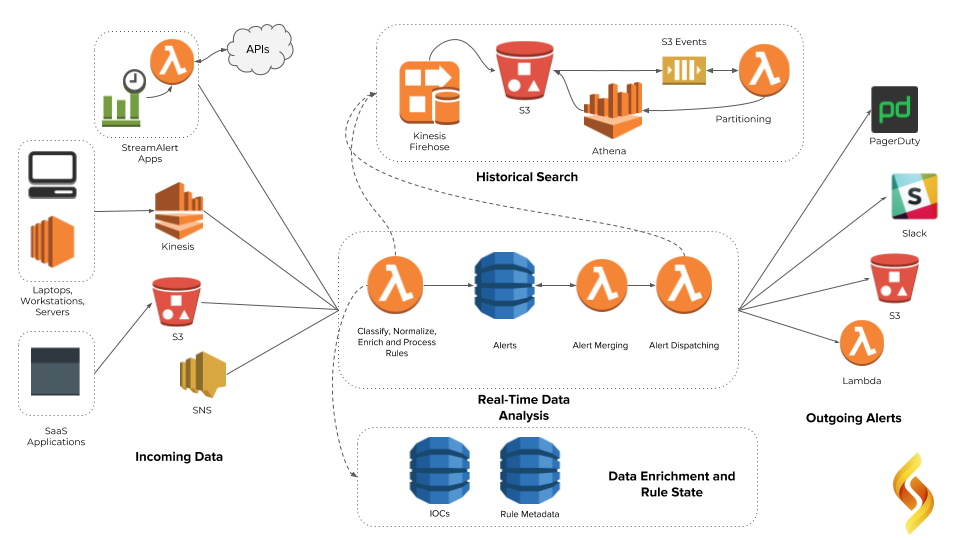 APIs
StreamAlert
Apps
Laptops,
Workstations,
Servers
Kinesis
S3
SNS
SaaS
Applications
Incoming Data
Kinesis
Firehose
S3
S3 Events
Athena
Partitioning
Historical Search
Classify, Normalize,
Enrich and Process
Rules
Alerts
Alert Merging
Alert Dispatching
Real-Time Data
Analysis
IOCs
Rule Metadata
Data Enrichment and
Rule State
pd
PagerDuty
S
Slack
S3
Lambda
Outgoing Alerts